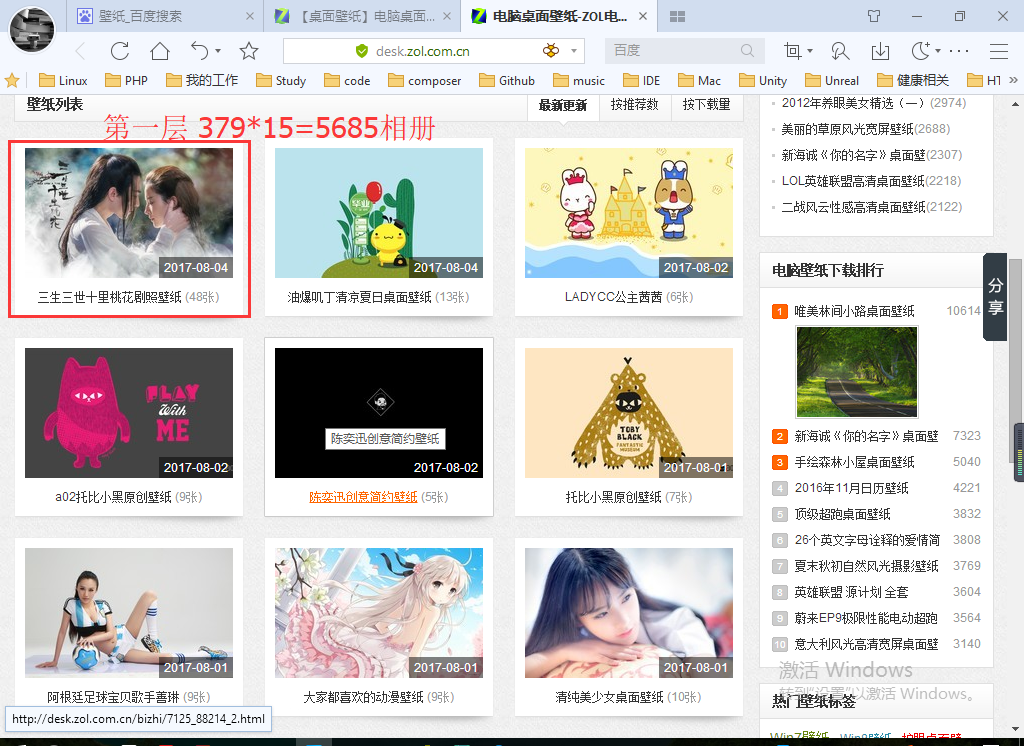 壁纸_百度搜索
【桌面壁纸】电脑桌面...
电脑桌面壁纸-ZOL电...
desk.zol.com.cn
百度
Linux
PHP
我的工作
Study
code
composer
Github
music
IDE
Mac
Unity
Unreal
健康相关
壁纸列表
最新更新
按推荐数
按下载量
第一层 379*15=5685相册
2017-08-04
三生三世十里桃花剧照壁纸 (48张)
2017-08-04
油爆叽丁清凉夏日桌面壁纸 (13张)
2017-08-02
LADYCC公主茜茜 (6张)
PLAY
With
ME
2017-08-02
a02托比小黑原创壁纸 (9张)
陈奕迅创意简约壁纸
2017-08-02
陈奕迅创意简约壁纸 (5张)
TOBY
BLACK
FANTASTIC
MUSEUM
2017-08-01
托比小黑原创壁纸 (7张)
2017-08-01
阿根廷足球宝贝歌手善琳 (9张)
2017-08-01
大家都喜欢的动漫壁纸 (9张)
2017-08-01
清纯美少女桌面壁纸 (10张)
2012年养眼美女精选（一）(2974)
美丽的草原风光宽屏壁纸(2688)
新海诚《你的名字》桌面壁(2307)
LOL英雄联盟高清桌面壁纸(2218)
二战风云性感高清桌面壁纸(2122)
电脑壁纸下载排行
分享
1 唯美林间小路桌面壁纸 10614
2 新海诚《你的名字》桌面壁 7323
3 手绘森林小屋桌面壁纸 5040
4 2016年11月日历壁纸 4221
5 顶级超跑桌面壁纸 3832
6 26个英文字母诠释的爱情简 3808
7 夏末秋初自然风光摄影壁纸 3769
8 英雄联盟 源计划 全套 3604
9 蔚来EP9极限性能电动超跑 3564
10 意大利风光高清宽屏桌面壁 3140
激活 Windows
转到"设置"以激活 Windows。
热门壁纸标签
Win7壁纸
Win8壁纸
http://desk.zol.com.cn/bizhi/7125_88214_2.html